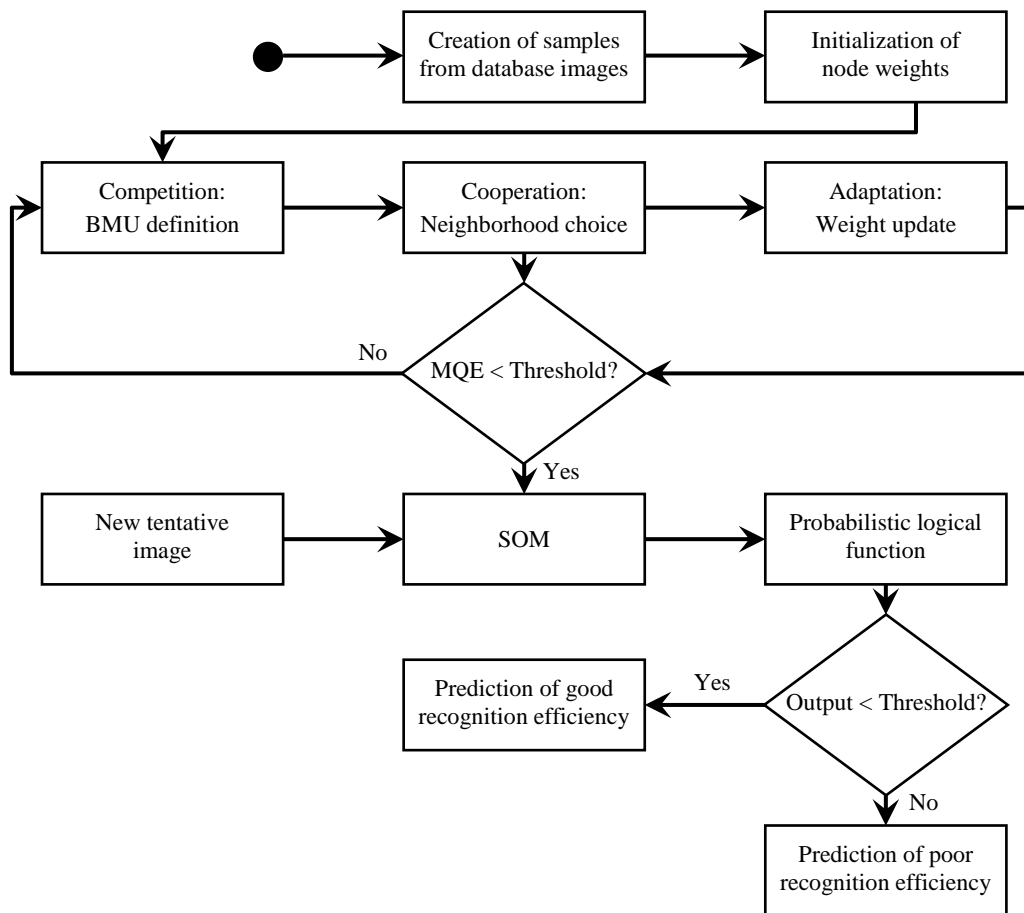 Creation of samples
from database images
Initialization of
node weights
Competition:
BMU definition
Cooperation:
Neighborhood choice
Adaptation:
Weight update
No
MQE < Threshold?
Yes
New tentative
image
SOM
Probabilistic logical
function
Prediction of good
recognition efficiency
Yes
Output < Threshold?
No
Prediction of poor
recognition efficiency